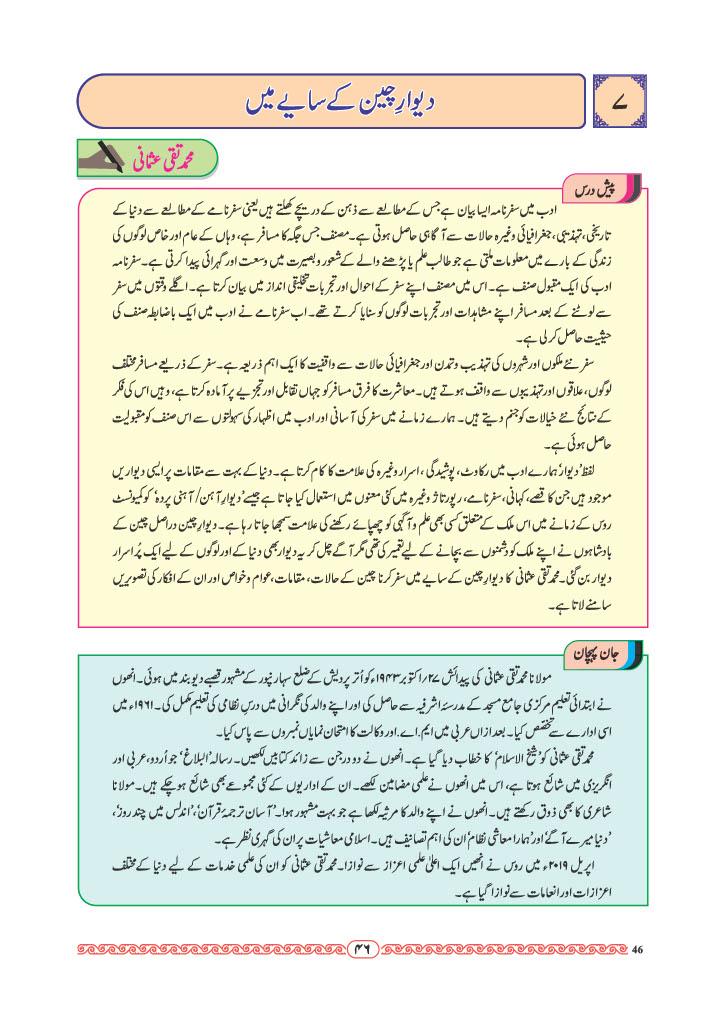 ۷
دیوارِ چین کے سایے میں
محمد تقی عثمانی
پیش درس
ادب میں سفرنامہ ایسا بیان ہے جس کے مطالعے سے ذہن کے دریچے کھلتے ہیں یعنی سفرنامے کے مطالعے سے دنیا کے
تاریخی، تہذیبی، جغرافیائی وغیرہ حالات سے آگاہی حاصل ہوتی ہے۔ مصنف جس جگہ کا مسافر ہے، وہاں کے عام اور خاص لوگوں کی
زندگی کے بارے میں معلومات ملتی ہے جو طالب علم یا پڑھنے والے کے شعور و بصیرت میں وسعت اور گہرائی پیدا کرتی ہے۔ سفرنامہ
ادب کی ایک مقبول صنف ہے۔ اس میں مصنف اپنے سفر کے احوال اور تجربات تخلیقی انداز میں بیان کرتا ہے۔ اگلے وقتوں میں سفر
سے لوٹنے کے بعد مسافر اپنے مشاہدات اور تجربات لوگوں کو سنایا کرتے تھے۔ اب سفرنامے نے ادب میں ایک باضابطہ صنف کی
حیثیت حاصل کر لی ہے۔
سفر نئے ملکوں اور شہروں کی تہذیب و تمدن اور جغرافیائی حالات سے واقفیت کا ایک اہم ذریعہ ہے۔ سفر کے ذریعے مسافر مختلف
لوگوں، علاقوں اور تہذیبوں سے واقف ہوتے ہیں۔ معاشرت کا فرق مسافر کو جہاں تقابل اور تجزیے پر آمادہ کرتا ہے، وہیں اس کی فکر
کے نتائج نئے خیالات کو جنم دیتے ہیں۔ ہمارے زمانے میں سفر کی آسانی اور ادب میں اظہار کی سہولتوں سے اس صنف کو مقبولیت
حاصل ہوئی ہے۔
لفظ 'دیوار' ہمارے ادب میں رکاوٹ، پوشیدگی، اسرار وغیرہ کی علامت کا کام کرتا ہے۔ دنیا کے بہت سے مقامات پر ایسی دیواریں
موجود ہیں جن کا قصے، کہانی، سفرنامے، رپورتاژ وغیرہ میں کئی معنوں میں استعمال کیا جاتا ہے جیسے 'دیوارِ آہن/ آہنی پردہ' کو کمیونسٹ
روس کے زمانے میں اس ملک کے متعلق کسی بھی علم و آگہی کو چھپائے رکھنے کی علامت سمجھا جاتا رہا ہے۔ دیوارِ چین دراصل چین کے
بادشاہوں نے اپنے ملک کو دشمنوں سے بچانے کے لیے تعمیر کی تھی مگر آگے چل کر یہ دیوار بھی دنیا کے اور لوگوں کے لیے ایک پُراسرار
دیوار بن گئی۔ محمد تقی عثمانی کا دیوارِ چین کے سایے میں سفر کرنا چین کے حالات، مقامات، عوام و خواص اور ان کے افکار کی تصویریں
سامنے لاتا ہے۔
جان پہچان
مولانا محمد تقی عثمانی کی پیدائش ۲۷؍اکتوبر ۱۹۴۳ء کو اُتر پردیش کے ضلع سہارنپور کے مشہور قصبے دیوبند میں ہوئی۔ انھوں
نے ابتدائی تعلیم مرکزی جامع مسجد کے مدرسۂ اشرفیہ سے حاصل کی اور اپنے والد کی نگرانی میں درسِ نظامی کی تعلیم مکمل کی۔ ۱۹۶۱ء میں
اسی ادارے سے تخصص کیا۔ بعد ازاں عربی میں ایم۔اے۔ اور وکالت کا امتحان نمایاں نمبروں سے پاس کیا۔
محمد تقی عثمانی کو 'شیخ الاسلام' کا خطاب دیا گیا ہے۔ انھوں نے دو درجن سے زائد کتابیں لکھیں۔ رسالہ 'البلاغ' جو اُردو، عربی اور
انگریزی میں شائع ہوتا ہے، اس میں انھوں نے علمی مضامین لکھے۔ ان کے اداریوں کے کئی مجموعے بھی شائع ہو چکے ہیں۔ مولانا
شاعری کا بھی ذوق رکھتے ہیں۔ انھوں نے اپنے والد کا مرثیہ لکھا ہے جو بہت مشہور ہوا۔ 'آسان ترجمۂ قرآن'، 'اندلس میں چند روز'،
'دنیا میرے آگے' اور 'ہمارا معاشی نظام' ان کی اہم تصانیف ہیں۔ اسلامی معاشیات پر ان کی گہری نظر ہے۔
اپریل ۲۰۱۹ء میں روس نے انھیں ایک اعلیٰ علمی اعزاز سے نوازا۔ محمد تقی عثمانی کو ان کی علمی خدمات کے لیے دنیا کے مختلف
اعزازات اور انعامات سے نوازا گیا ہے۔
۴۶
46